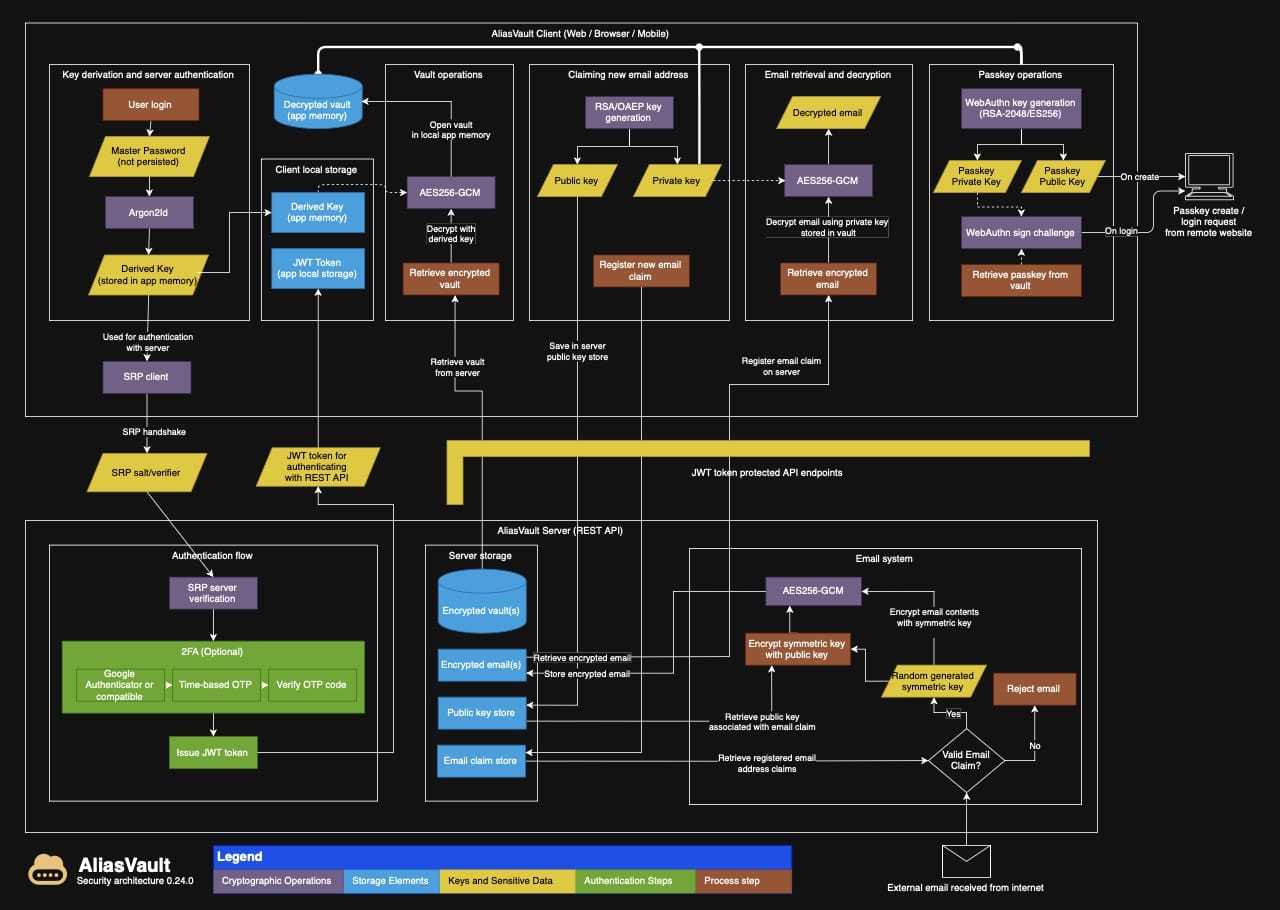 AliasVault Client (Web / Browser / Mobile)
Key derivation and server authentication
User login
Master Password
(not persisted)
Argon2Id
Derived Key
(stored in app memory)
Used for authentication
with server
SRP client
SRP handshake
SRP salt/verifier
Decrypted vault
(app memory)
Client local storage
Derived Key
(app memory)
JWT Token
(app local storage)
JWT token for
authenticating
with REST API
Vault operations
Open vault
in local app memory
AES256-GCM
Decrypt with
derived key
Retrieve encrypted
vault
Retrieve vault
from server
Claiming new email address
RSA/OAEP key
generation
Public key
Private key
Register new email
claim
Save in server
public key store
Email retrieval and decryption
Decrypted email
AES256-GCM
Decrypt email using private key
stored in vault
Retrieve encrypted
email
Register email claim
on server
Passkey operations
WebAuthn key generation
(RSA-2048/ES256)
Passkey
Private Key
Passkey
Public Key
WebAuthn sign challenge
Retrieve passkey from
vault
On create
On login
Passkey create /
login request
from remote website
JWT token protected API endpoints
AliasVault Server (REST API)
Authentication flow
SRP server
verification
2FA (Optional)
Google
Authenticator or
compatible
Time-based OTP
Verify OTP code
Issue JWT token
Server storage
Encrypted vault(s)
Encrypted email(s)
Public key store
Email claim store
Retrieve encrypted email
Store encrypted email
Retrieve public key
associated with email claim
Retrieve registered email
address claims
Email system
AES256-GCM
Encrypt email contents
with symmetric key
Encrypt symmetric key
with public key
Random generated
symmetric key
Reject email
Yes
No
Valid Email
Claim?
External email received from internet
AliasVault
Security architecture 0.24.0
Legend
Cryptographic Operations
Storage Elements
Keys and Sensitive Data
Authentication Steps
Process step